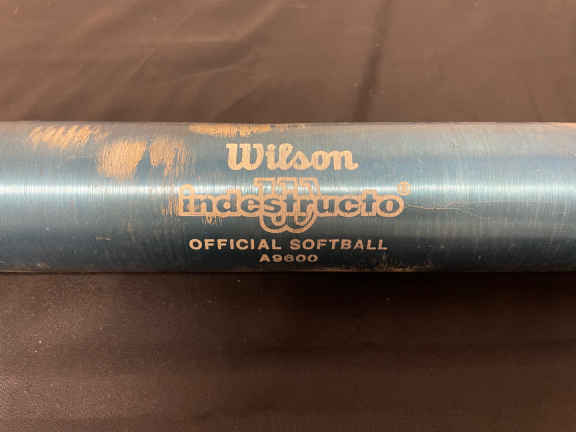 Wilson
indestructo®
OFFICIAL SOFTBALL
A9600